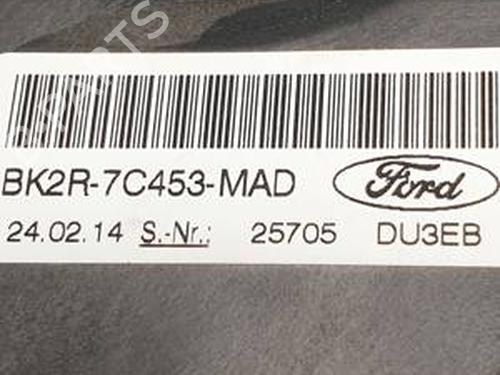 BK2R-7C453-MAD Ford
24.02.14 S.-Nr.: 25705 DU3EB